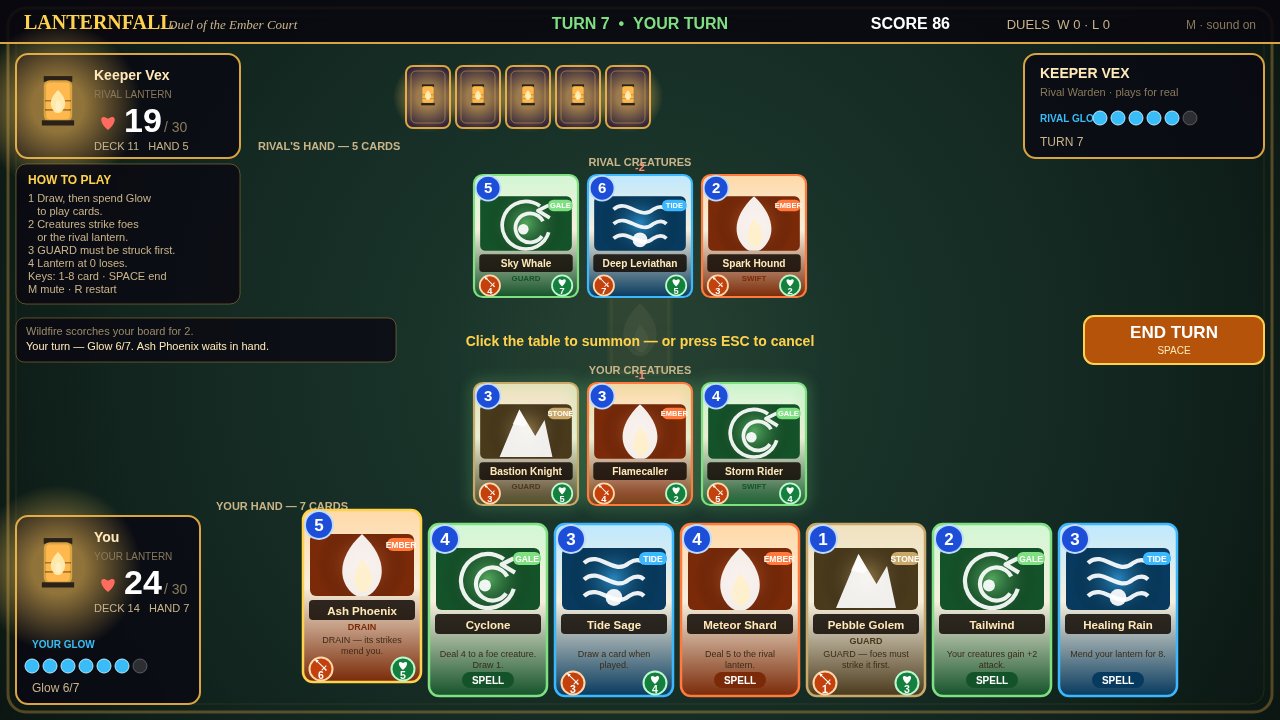 LANTERNFALL
Duel of the Ember Court
TURN 7 • YOUR TURN
SCORE 86
DUELS W 0 · L 0
M · sound on
Keeper Vex
RIVAL LANTERN
19 / 30
DECK 11 HAND 5
RIVAL'S HAND — 5 CARDS
KEEPER VEX
Rival Warden · plays for real
RIVAL GLO
TURN 7
HOW TO PLAY
1 Draw, then spend Glow
to play cards.
2 Creatures strike foes
or the rival lantern.
3 GUARD must be struck first.
4 Lantern at 0 loses.
Keys: 1-8 card · SPACE end
M mute · R restart
RIVAL CREATURES
-2
5
GALE
Sky Whale
GUARD
4
7
6
TIDE
Deep Leviathan
7
5
2
EMBER
Spark Hound
SWIFT
3
2
Wildfire scorches your board for 2.
Your turn — Glow 6/7. Ash Phoenix waits in hand.
Click the table to summon — or press ESC to cancel
END TURN
SPACE
YOUR CREATURES
-1
3
STONE
Bastion Knight
GUARD
3
5
3
EMBER
Flamecaller
4
2
4
GALE
Storm Rider
SWIFT
5
4
YOUR HAND — 7 CARDS
You
YOUR LANTERN
24 / 30
DECK 14 HAND 7
YOUR GLOW
Glow 6/7
5
EMBER
Ash Phoenix
DRAIN
DRAIN — its strikes
mend you.
6
5
4
GALE
Cyclone
Deal 4 to a foe creature.
Draw 1.
SPELL
3
TIDE
Tide Sage
Draw a card when
played.
3
4
4
EMBER
Meteor Shard
Deal 5 to the rival
lantern.
SPELL
1
STONE
Pebble Golem
GUARD
GUARD — foes must
strike it first.
1
3
2
GALE
Tailwind
Your creatures gain +2
attack.
SPELL
3
TIDE
Healing Rain
Mend your lantern for 8.
SPELL